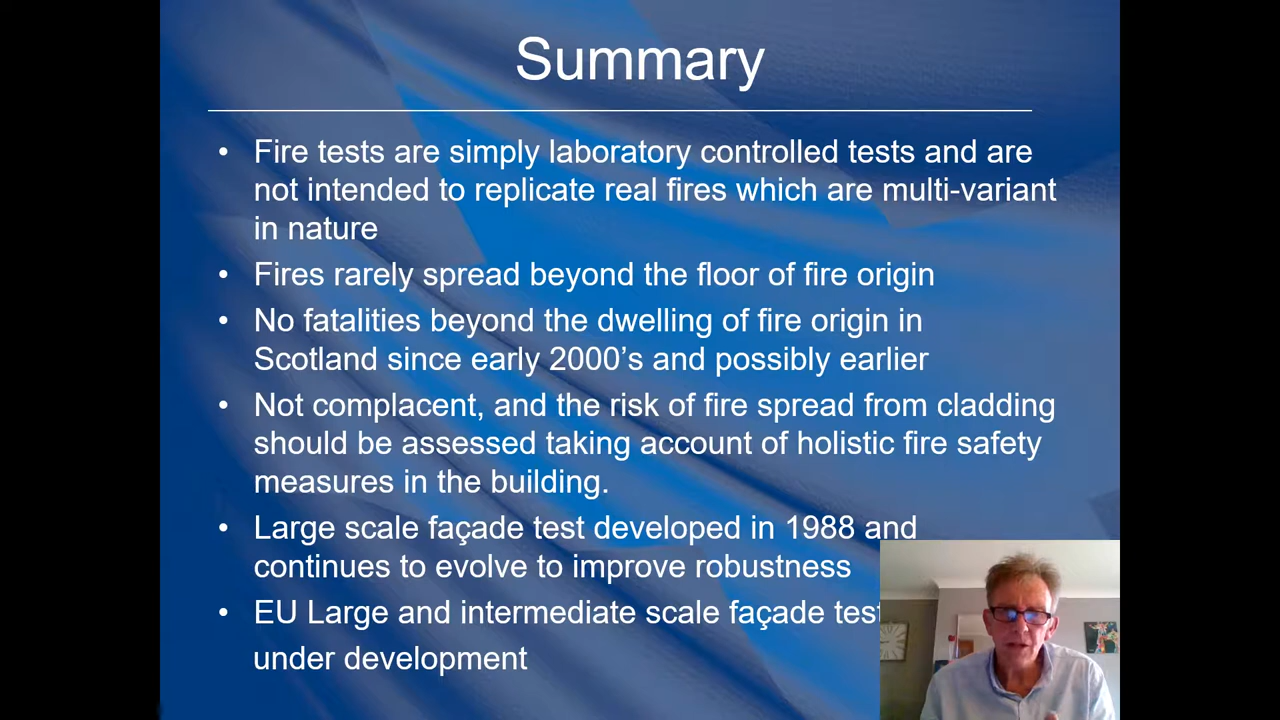 Summary
• Fire tests are simply laboratory controlled tests and are
not intended to replicate real fires which are multi-variant
in nature
• Fires rarely spread beyond the floor of fire origin
• No fatalities beyond the dwelling of fire origin in
Scotland since early 2000’s and possibly earlier
• Not complacent, and the risk of fire spread from cladding
should be assessed taking account of holistic fire safety
measures in the building.
• Large scale façade test developed in 1988 and
continues to evolve to improve robustness
• EU Large and intermediate scale façade test
under development